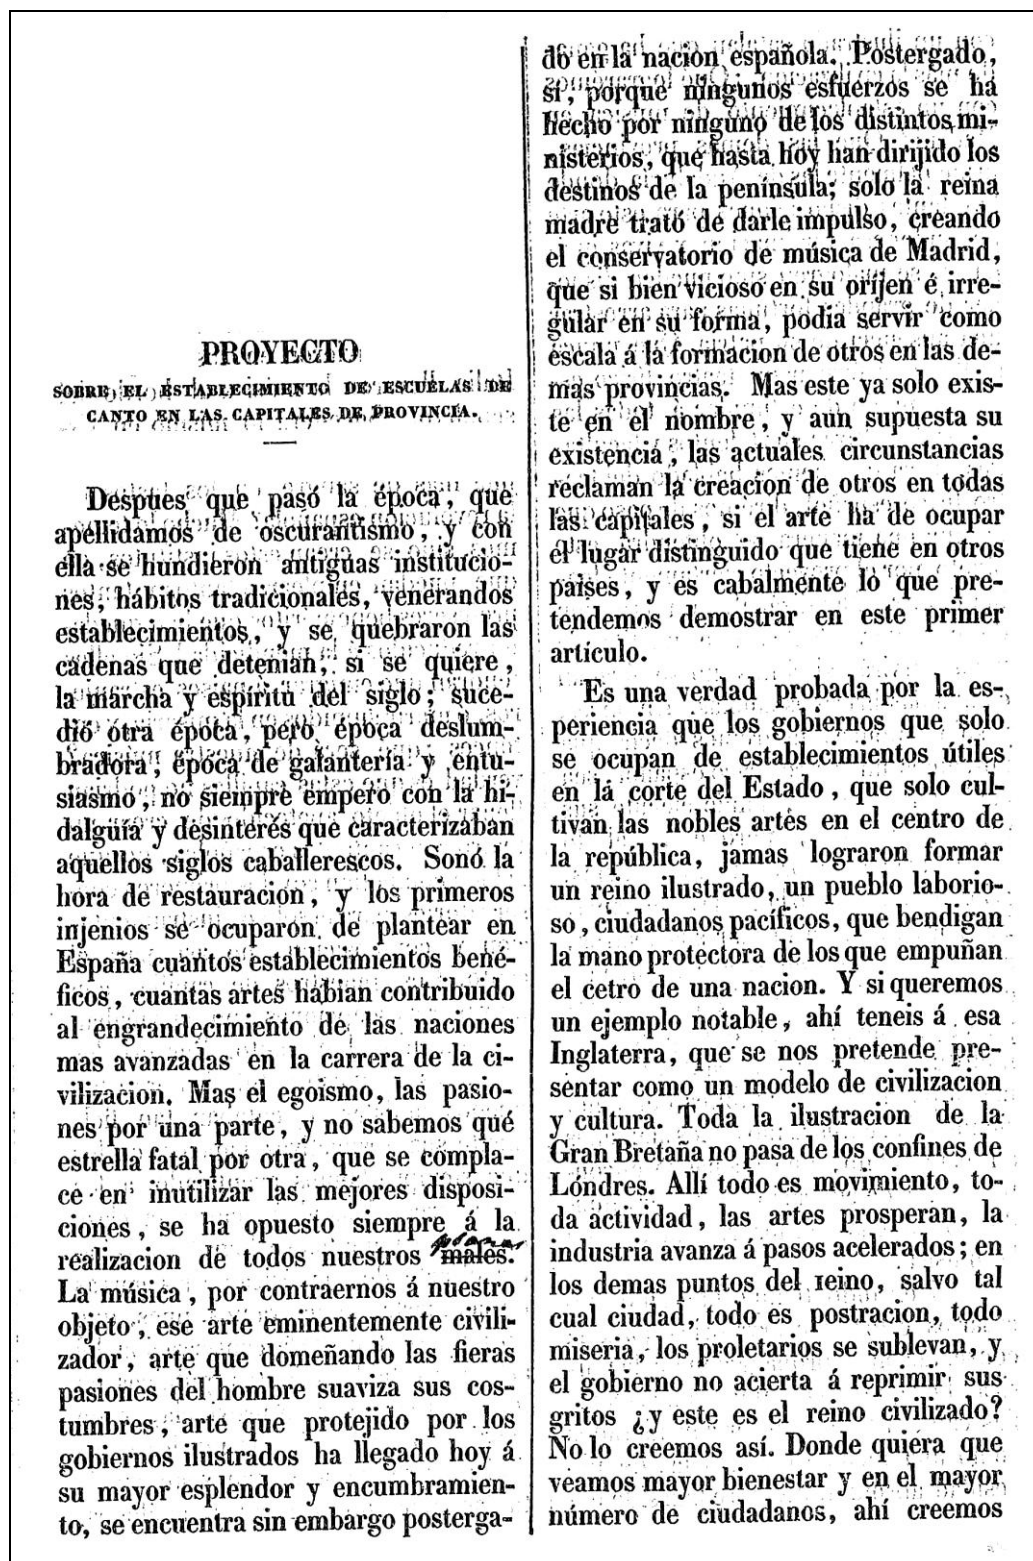 PROYECTO
SOBRE EL ESTABLECIMIENTO DE ESCUELAS DE
CANTO EN LAS CAPITALES DE PROVINCIA.
Despues que pasó la época, que
apellidamos de oscurantismo, y con
ella se hundieron antiguas institucio-
nes, hábitos tradicionales, venerandos
establecimientos, y se quebraron las
cadenas que detenian, si se quiere,
la marcha y espíritu del siglo; suce-
dió otra época, pero época deslum-
bradora, época de galantería y entu-
siasmo, no siempre empero con la hi-
dalguía y desinterés que caracterizaban
aquellos siglos caballerescos. Sonó la
hora de restauracion, y los primeros
injenios se ocuparon de plantear en
España cuantos establecimientos bené-
ficos, cuantas artes habian contribuido
al engrandecimiento de las naciones
mas avanzadas en la carrera de la ci-
vilizacion. Mas el egoismo, las pasio-
nes por una parte, y no sabemos qué
estrella fatal por otra, que se compla-
ce en inutilizar las mejores disposi-
ciones, se ha opuesto siempre á la
realizacion de todos nuestros males.
La música, por contraernos á nuestro
objeto, ese arte eminentemente civili-
zador, arte que domeñando las fieras
pasiones del hombre suaviza sus cos-
tumbres, arte que protejido por los
gobiernos ilustrados ha llegado hoy á
su mayor esplendor y encumbramien-
to, se encuentra sin embargo posterga-
do en la nacion española. Postergado,
sí, porque ningunos esfuerzos se ha
hecho por ninguno de los distintos mi-
nisterios, que hasta hoy han dirijido los
destinos de la península; solo la reina
madre trató de darle impulso, creando
el conservatorio de música de Madrid,
que si bien vicioso en su oríjen é irre-
gular en su forma, podia servir como
escala á la formacion de otros en las de-
mas provincias. Mas este ya solo exis-
te en el nombre, y aun supuesta su
existencia, las actuales circunstancias
reclaman la creacion de otros en todas
las capitales, si el arte ha de ocupar
el lugar distinguido que tiene en otros
paises, y es cabalmente lo que pre-
tendemos demostrar en este primer
artículo.
Es una verdad probada por la es-
periencia que los gobiernos que solo
se ocupan de establecimientos útiles
en la corte del Estado, que solo cul-
tivan las nobles artes en el centro de
la república, jamas lograron formar
un reino ilustrado, un pueblo laborio-
so, ciudadanos pacíficos, que bendigan
la mano protectora de los que empuñan
el cetro de una nacion. Y si queremos
un ejemplo notable, ahí teneis á esa
Inglaterra, que se nos pretende pre-
sentar como un modelo de civilizacion
y cultura. Toda la ilustracion de la
Gran Bretaña no pasa de los confines de
Lóndres. Allí todo es movimiento, to-
da actividad, las artes prosperan, la
industria avanza á pasos acelerados; en
los demas puntos del reino, salvo tal
cual ciudad, todo es postracion, todo
miseria, los proletarios se sublevan, y
el gobierno no acierta á reprimir sus
gritos ¿y este es el reino civilizado?
No lo creemos así. Donde quiera que
veamos mayor bienestar y en el mayor
número de ciudadanos, ahí creemos